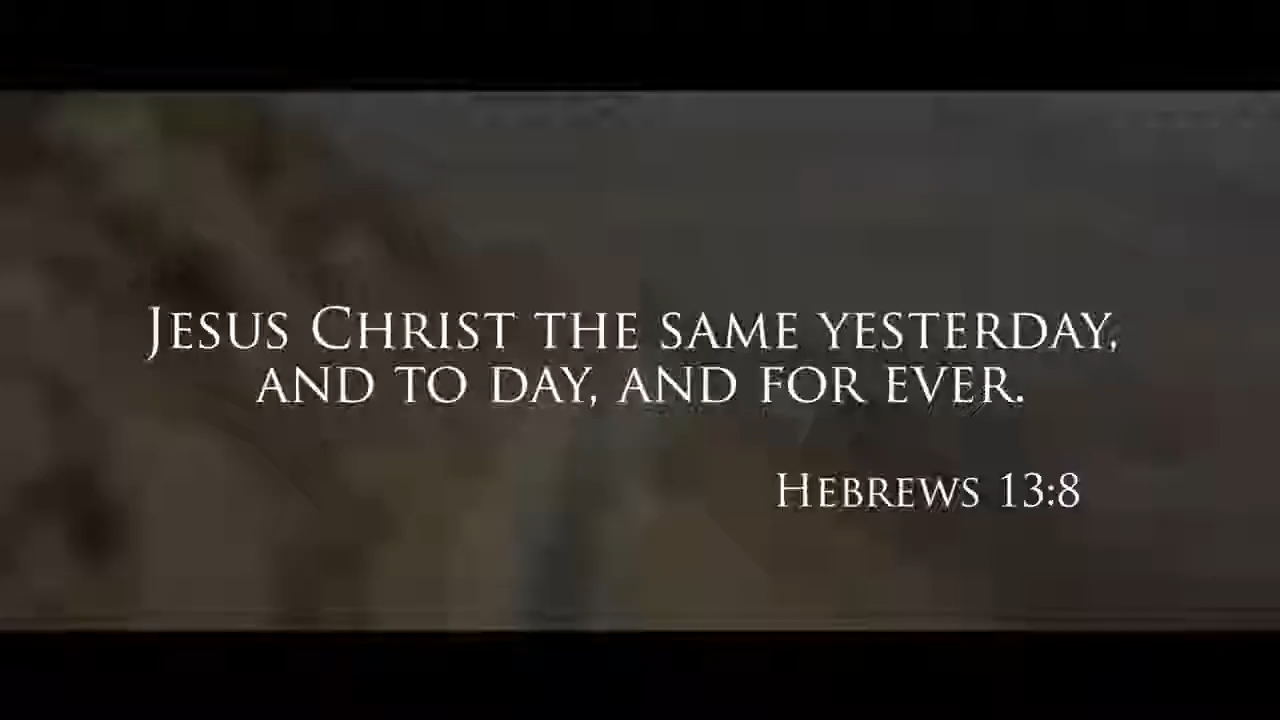 Jesus Christ the same yesterday,
and to day, and for ever.
Hebrews 13:8